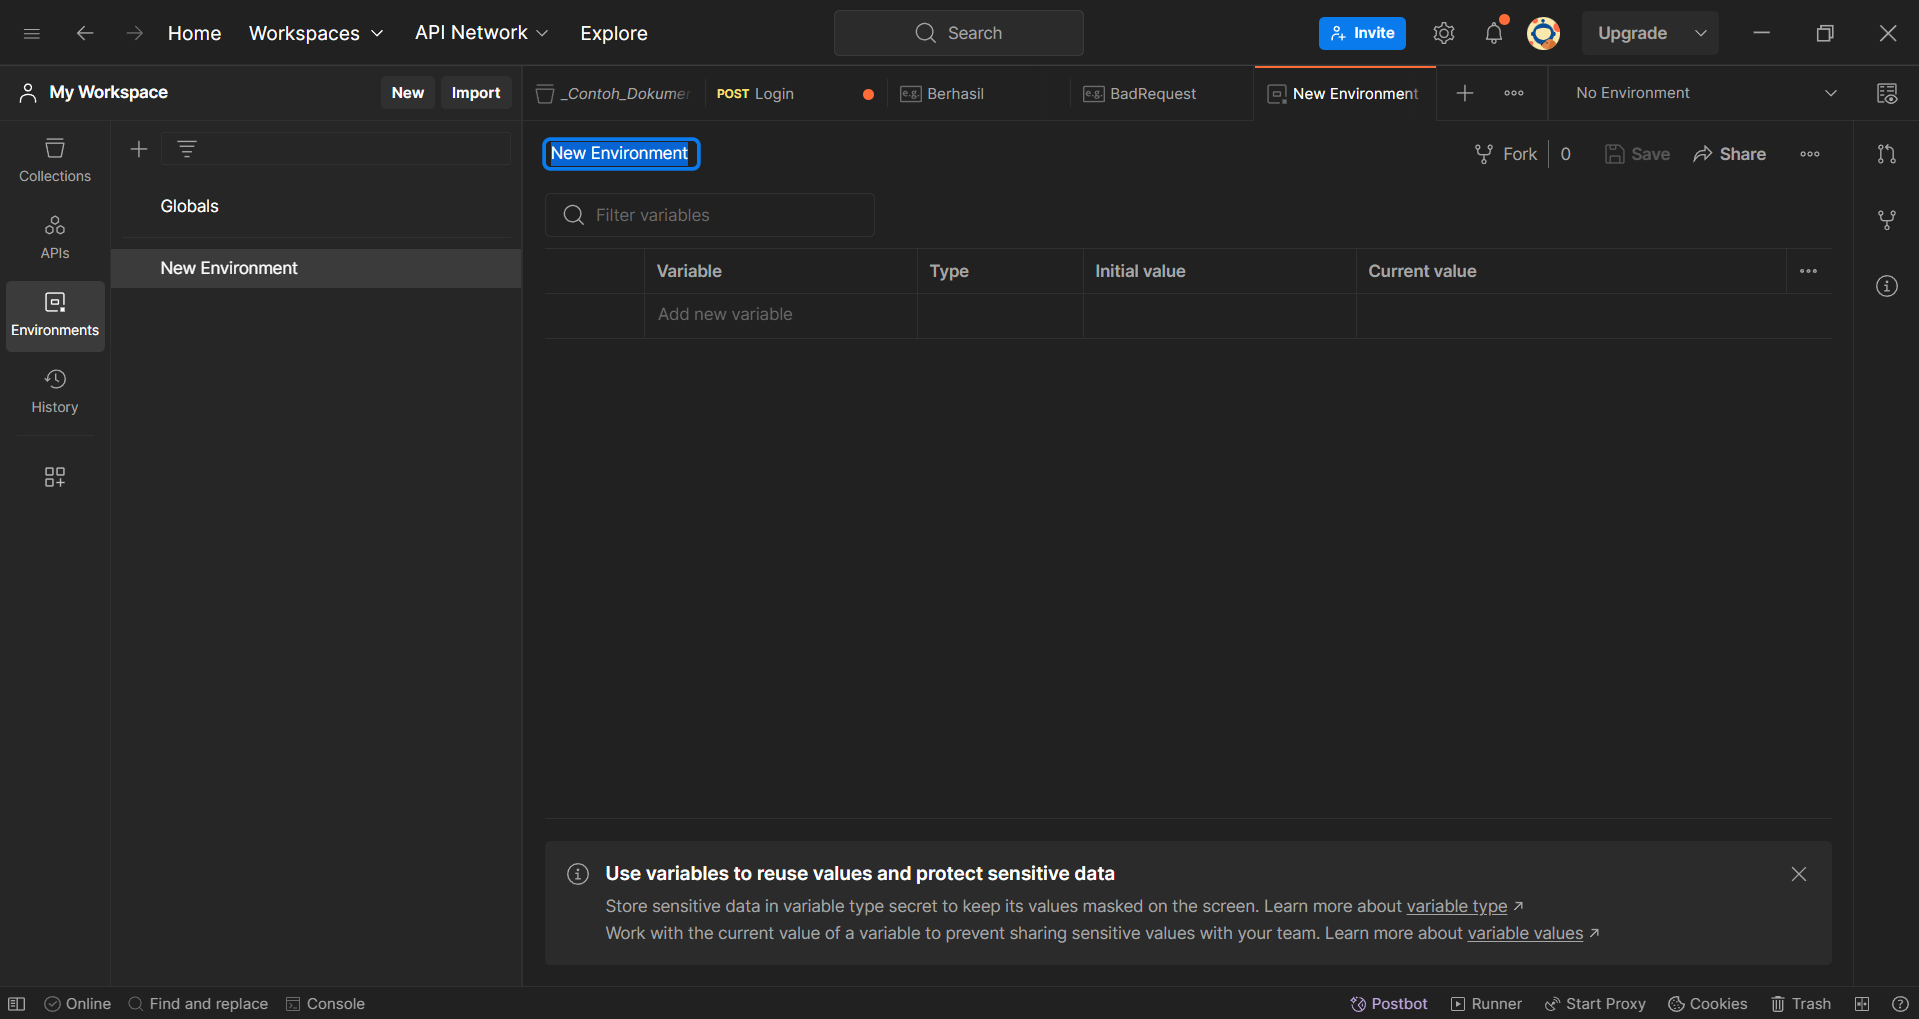 Home Workspaces API Network Explore Search Invite Upgrade
My Workspace New Import
_Contoh_Dokumer POST Login e.g. Berhasil e.g. BadRequest New Environment No Environment
New Environment Fork 0 Save Share
Collections
APIs
Environments
History
Globals
New Environment
Filter variables
Variable Type Initial value Current value
Add new variable
Use variables to reuse values and protect sensitive data
Store sensitive data in variable type secret to keep its values masked on the screen. Learn more about variable type ↗
Work with the current value of a variable to prevent sharing sensitive values with your team. Learn more about variable values ↗
Online Find and replace Console Postbot Runner Start Proxy Cookies Trash